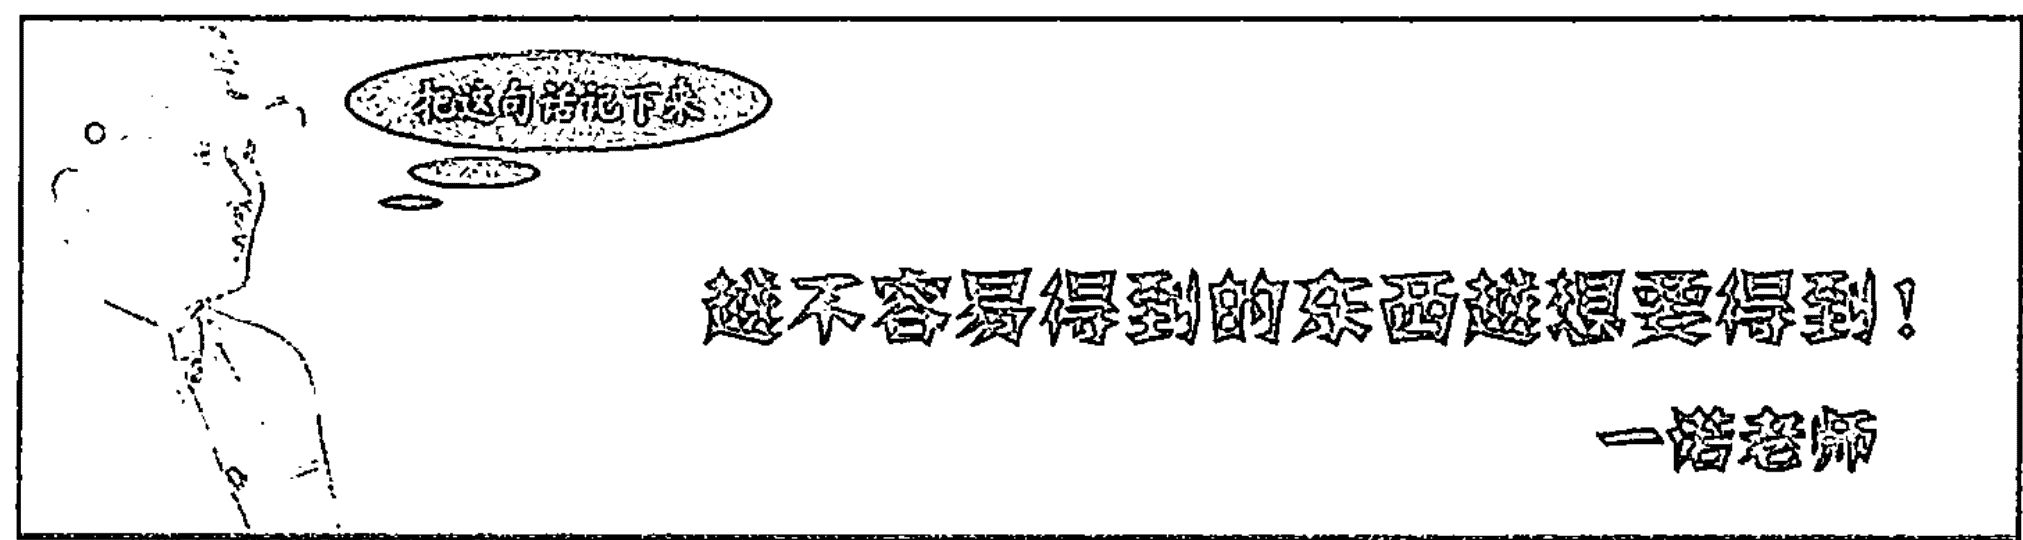 把这句话记下来
越不容易得到的东西越想要得到！
一谐老师